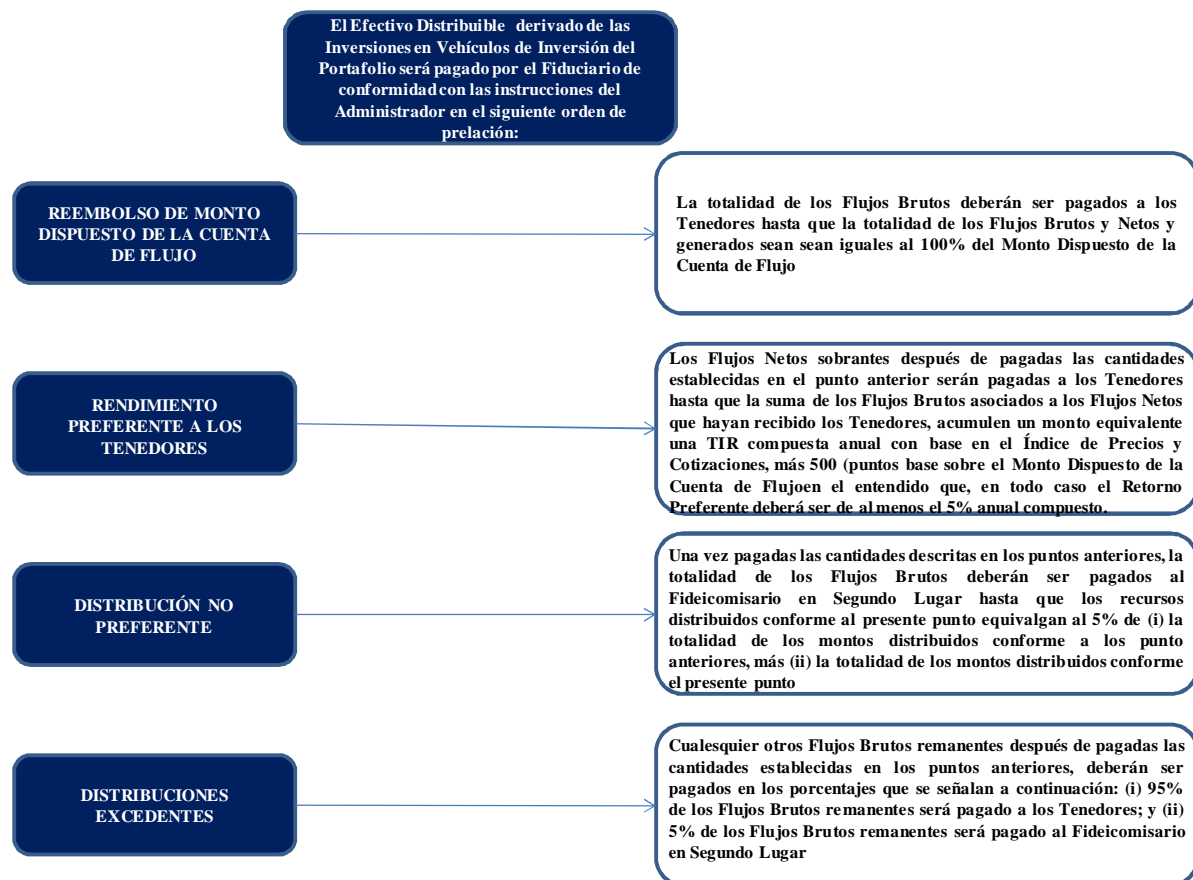 El Efectivo Distribuible derivado de las
Inversiones en Vehículos de Inversión del
Portafolio será pagado por el Fiduciario de
conformidad con las instrucciones del
Administrador en el siguiente orden de
prelación:
REEMBOLSO DE MONTO
DISPUESTO DE LA CUENTA
DE FLUJO
La totalidad de los Flujos Brutos deberán ser pagados a los
Tenedores hasta que la totalidad de los Flujos Brutos y Netos y
generados sean sean iguales al 100% del Monto Dispuesto de la
Cuenta de Flujo
RENDIMIENTO
PREFERENTE A LOS
TENEDORES
Los Flujos Netos sobrantes después de pagadas las cantidades
establecidas en el punto anterior serán pagadas a los Tenedores
hasta que la suma de los Flujos Brutos asociados a los Flujos Netos
que hayan recibido los Tenedores, acumulen un monto equivalente
una TIR compuesta anual con base en el Índice de Precios y
Cotizaciones, más 500 (puntos base sobre el Monto Dispuesto de la
Cuenta de Flujoen el entendido que, en todo caso el Retorno
Preferente deberá ser de al menos el 5% anual compuesto.
DISTRIBUCIÓN NO
PREFERENTE
Una vez pagadas las cantidades descritas en los puntos anteriores, la
totalidad de los Flujos Brutos deberán ser pagados al
Fideicomisario en Segundo Lugar hasta que los recursos
distribuidos conforme al presente punto equivalgan al 5% de (i) la
totalidad de los montos distribuidos conforme a los punto
anteriores, más (ii) la totalidad de los montos distribuidos conforme
el presente punto
DISTRIBUCIONES
EXCEDENTES
Cualesquier otros Flujos Brutos remanentes después de pagadas las
cantidades establecidas en los puntos anteriores, deberán ser
pagados en los porcentajes que se señalan a continuación: (i) 95%
de los Flujos Brutos remanentes será pagado a los Tenedores; y (ii)
5% de los Flujos Brutos remanentes será pagado al Fideicomisario
en Segundo Lugar